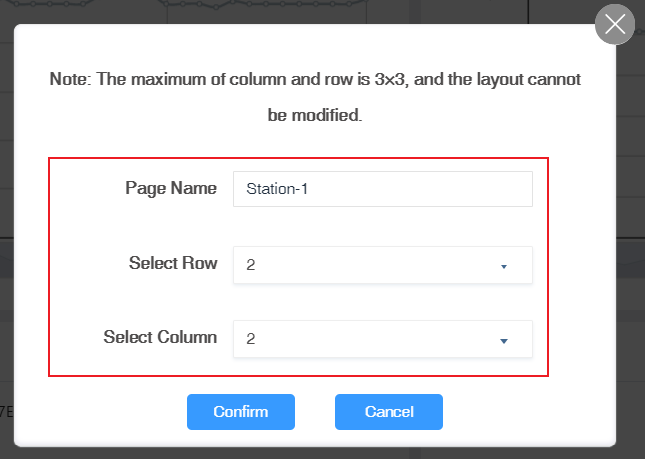 Note: The maximum of column and row is 3×3, and the layout cannot
be modified.
Page Name Station-1
Select Row 2
Select Column 2
Confirm Cancel